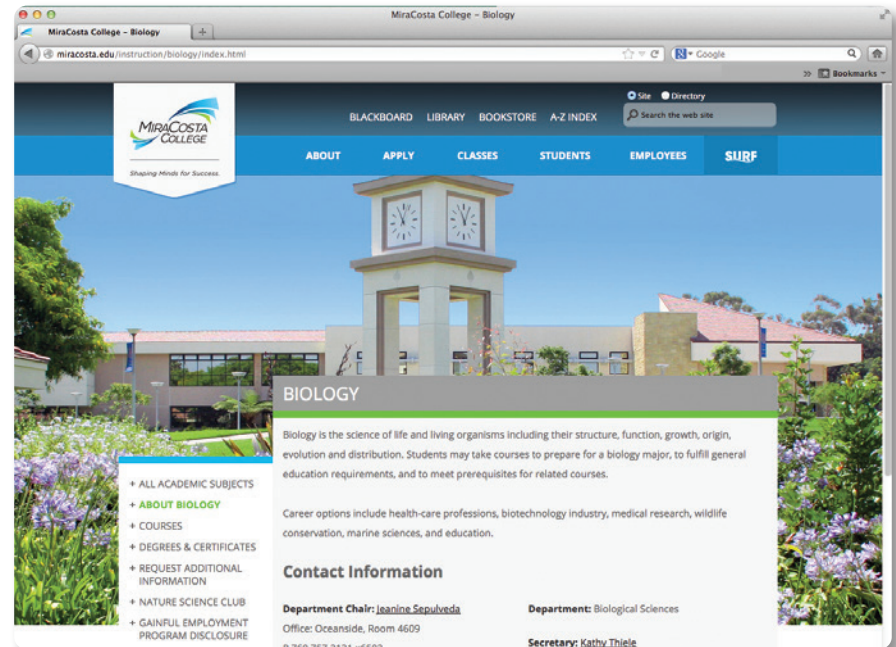 MiraCosta College – Biology
MiraCosta College – Biology
miracosta.edu/instruction/biology/index.html
Google
Bookmarks
Site Directory
BLACKBOARD LIBRARY BOOKSTORE A-Z INDEX
Search the web site
MIRACOSTA
COLLEGE
Shaping Minds for Success.
ABOUT APPLY CLASSES STUDENTS EMPLOYEES SURF
BIOLOGY
Biology is the science of life and living organisms including their structure, function, growth, origin,
evolution and distribution. Students may take courses to prepare for a biology major, to fulfill general
education requirements, and to meet prerequisites for related courses.
Career options include health-care professions, biotechnology industry, medical research, wildlife
conservation, marine sciences, and education.
+ ALL ACADEMIC SUBJECTS
+ ABOUT BIOLOGY
+ COURSES
+ DEGREES & CERTIFICATES
+ REQUEST ADDITIONAL
INFORMATION
+ NATURE SCIENCE CLUB
+ GAINFUL EMPLOYMENT
PROGRAM DISCLOSURE
Contact Information
Department Chair: Jeanine Sepulveda
Office: Oceanside, Room 4609
Department: Biological Sciences
Secretary: Kathy Thiele